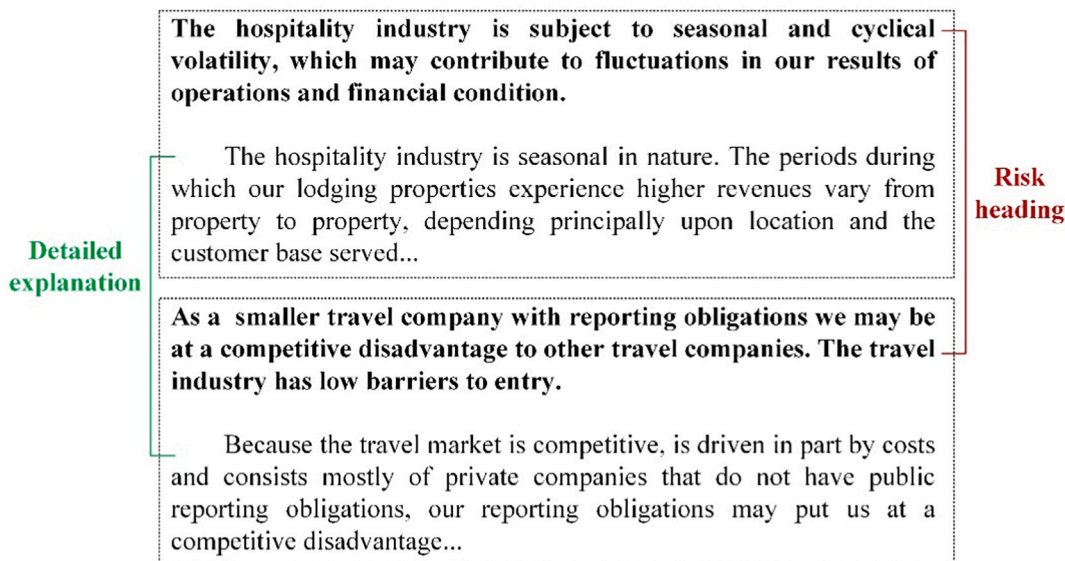 The hospitality industry is subject to seasonal and cyclical
volatility, which may contribute to fluctuations in our results of
operations and financial condition.
The hospitality industry is seasonal in nature. The periods during
which our lodging properties experience higher revenues vary from
property to property, depending principally upon location and the
customer base served...
Risk
heading
Detailed
explanation
As a smaller travel company with reporting obligations we may be
at a competitive disadvantage to other travel companies. The travel
industry has low barriers to entry.
Because the travel market is competitive, is driven in part by costs
and consists mostly of private companies that do not have public
reporting obligations, our reporting obligations may put us at a
competitive disadvantage...